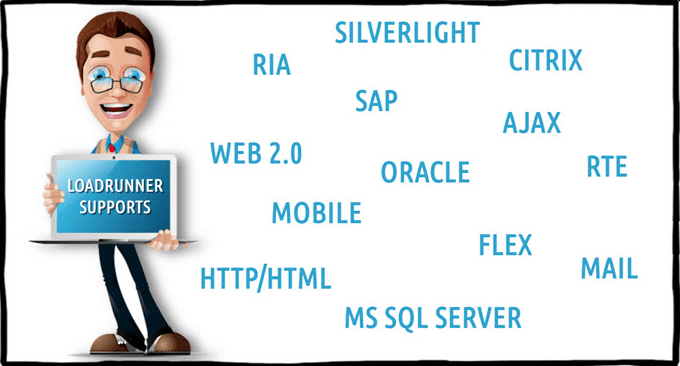 LOADRUNNER
SUPPORTS
SILVERLIGHT
RIA
CITRIX
SAP
AJAX
WEB 2.0
ORACLE
RTE
MOBILE
FLEX
HTTP/HTML
MAIL
MS SQL SERVER